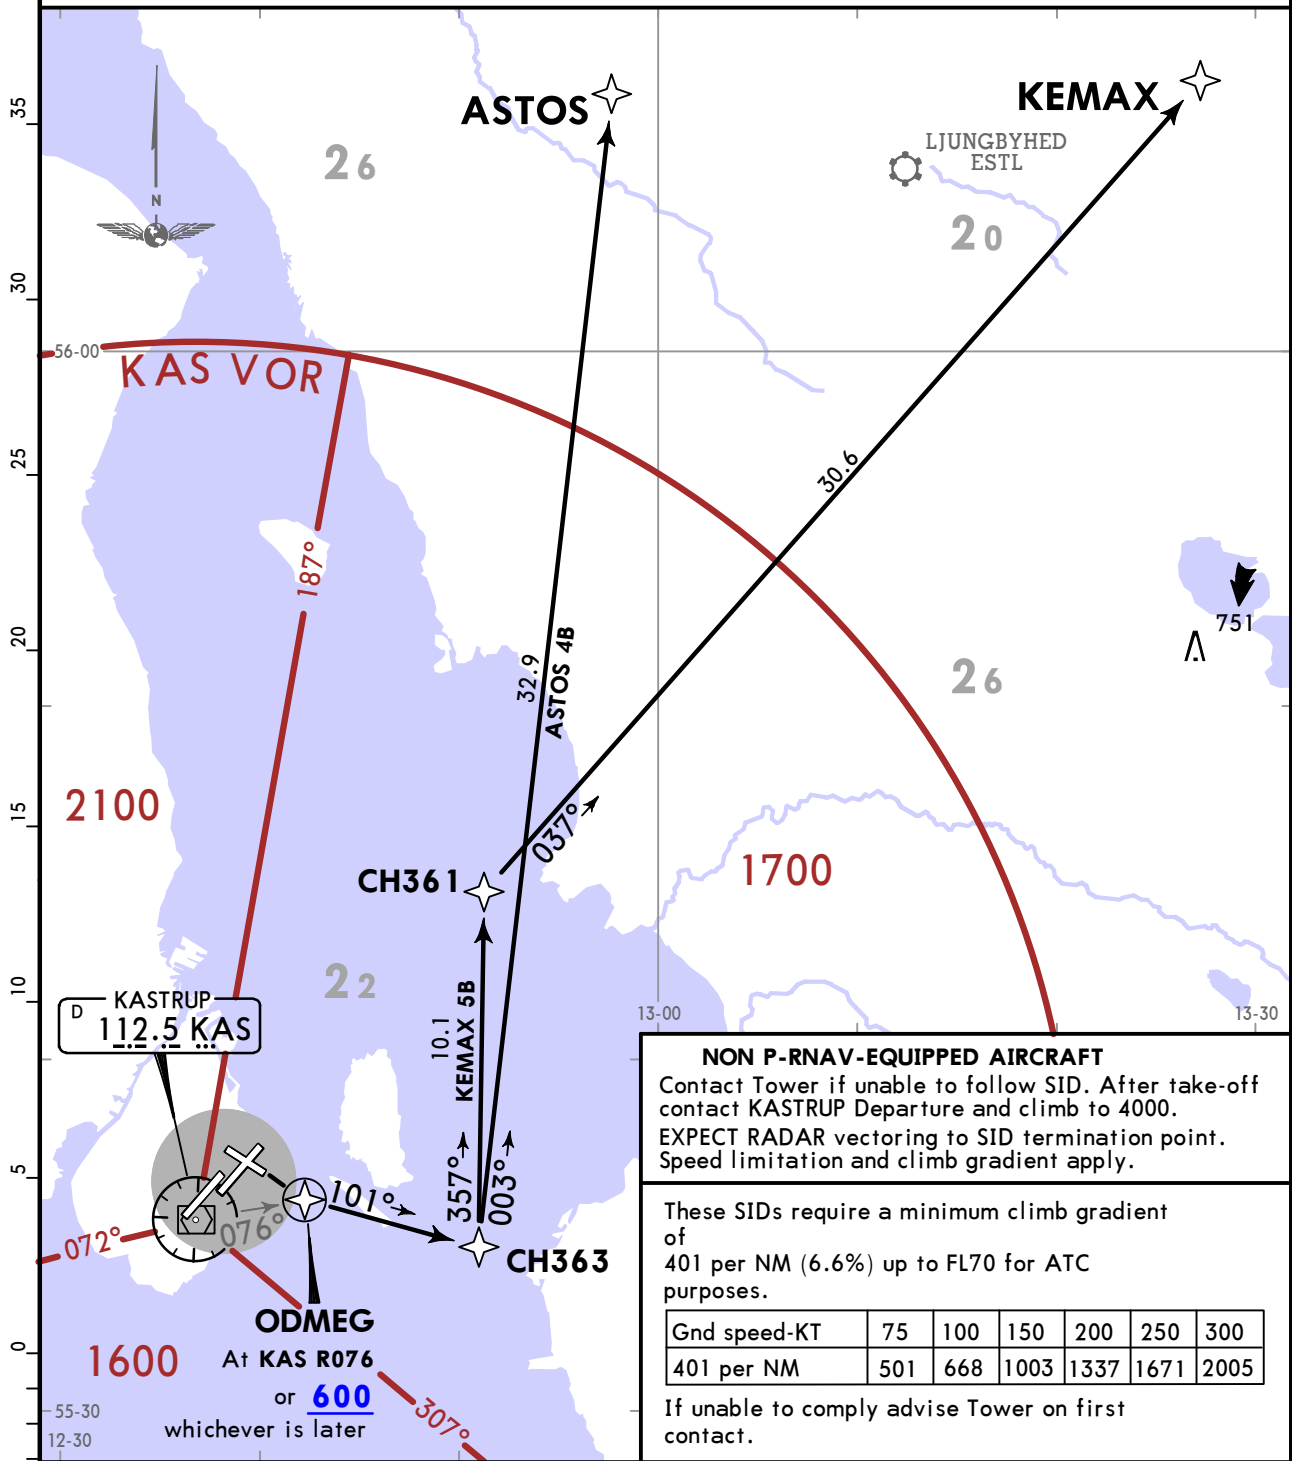 ASTOS
KEMAX
LJUNGBYHED
ESTL
26
20
N
35
30
25
20
15
10
5
0
56-00
KAS VOR
187°
30.6
32.9
ASTOS 4B
26
751
2100
037°
1700
CH361
22
10.1
KEMAX 5B
13-00
13-30
KASTRUP
D
112.5 KAS
357°
003°
101°
076°
072°
CH363
ODMEG
At KAS R076
or 600
whichever is later
1600
307°
55-30
12-30
NON P-RNAV-EQUIPPED AIRCRAFT
Contact Tower if unable to follow SID. After take-off
contact KASTRUP Departure and climb to 4000.
EXPECT RADAR vectoring to SID termination point.
Speed limitation and climb gradient apply.
These SIDs require a minimum climb gradient
of
401 per NM (6.6%) up to FL70 for ATC
purposes.
Gnd speed-KT 75 100 150 200 250 300
401 per NM 501 668 1003 1337 1671 2005
If unable to comply advise Tower on first
contact.